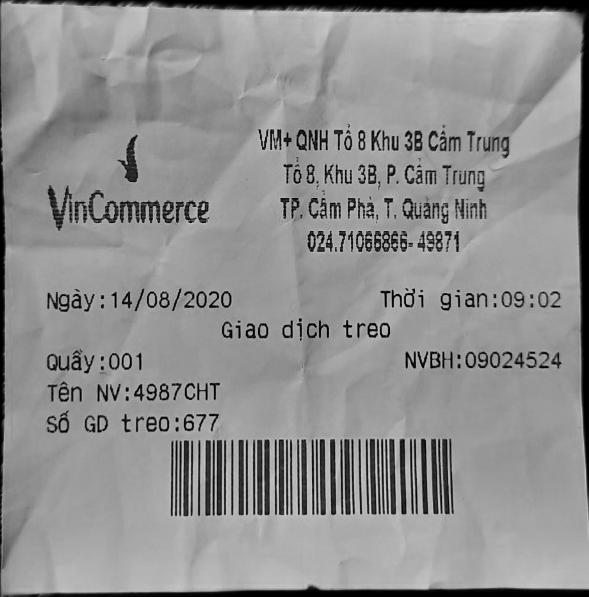 VM+ QNH Tổ 8 Khu 3B Cẩm Trung
Tổ 8, Khu 3B, P. Cẩm Trung
VinCommerce
TP. Cẩm Phả, T. Quảng Ninh
024.71066866- 49871
Ngày:14/08/2020 Thời gian:09:02
Giao dịch treo
Quầy:001 NVBH:09024524
Tên NV:4987CHT
Số GD treo:677